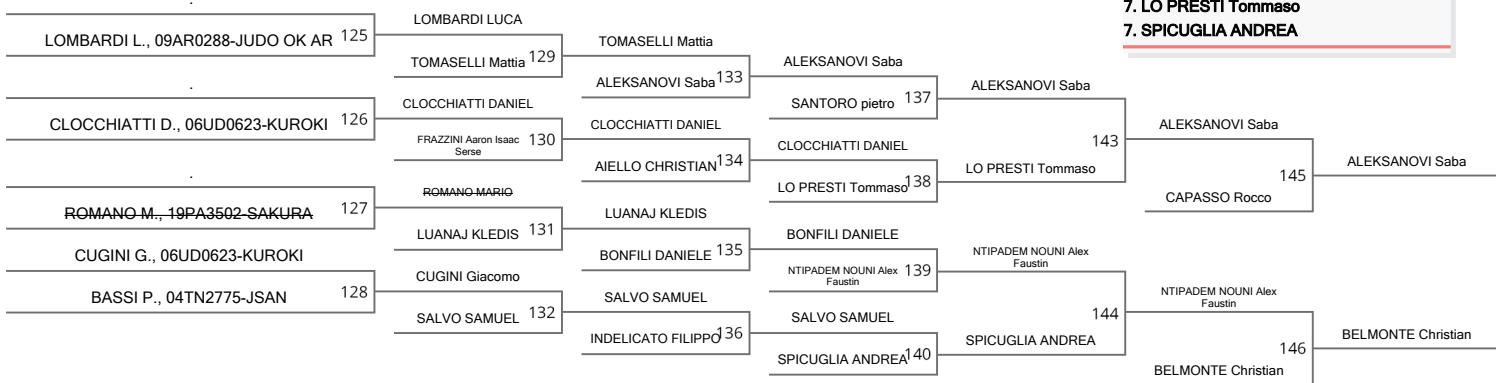 7. LO PRESTI Tommaso
7. SPICUGLIA ANDREA
.
LOMBARDI L., 09AR0288-JUDO OK AR
125
.
CLOCCHIATTI D., 06UD0623-KUROKI
126
.
ROMANO M., 19PA3502-SAKURA
127
CUGINI G., 06UD0623-KUROKI
BASSI P., 04TN2775-JSAN
128
LOMBARDI LUCA
TOMASELLI Mattia
129
CLOCCHIATTI DANIEL
FRAZZINI Aaron Isaac
Serse
130
ROMANO MARIO
LUANAJ KLEDIS
131
CUGINI Giacomo
SALVO SAMUEL
132
TOMASELLI Mattia
ALEKSANOVI Saba
133
CLOCCHIATTI DANIEL
AIELLO CHRISTIAN
134
LUANAJ KLEDIS
BONFILI DANIELE
135
SALVO SAMUEL
INDELICATO FILIPPO
136
ALEKSANOVI Saba
SANTORO pietro
137
CLOCCHIATTI DANIEL
LO PRESTI Tommaso
138
BONFILI DANIELE
NTIPADEM NOUNI Alex
Faustin
139
SALVO SAMUEL
SPICUGLIA ANDREA
140
ALEKSANOVI Saba
LO PRESTI Tommaso
143
NTIPADEM NOUNI Alex
Faustin
SPICUGLIA ANDREA
144
ALEKSANOVI Saba
CAPASSO Rocco
145
NTIPADEM NOUNI Alex
Faustin
BELMONTE Christian
146
ALEKSANOVI Saba
BELMONTE Christian